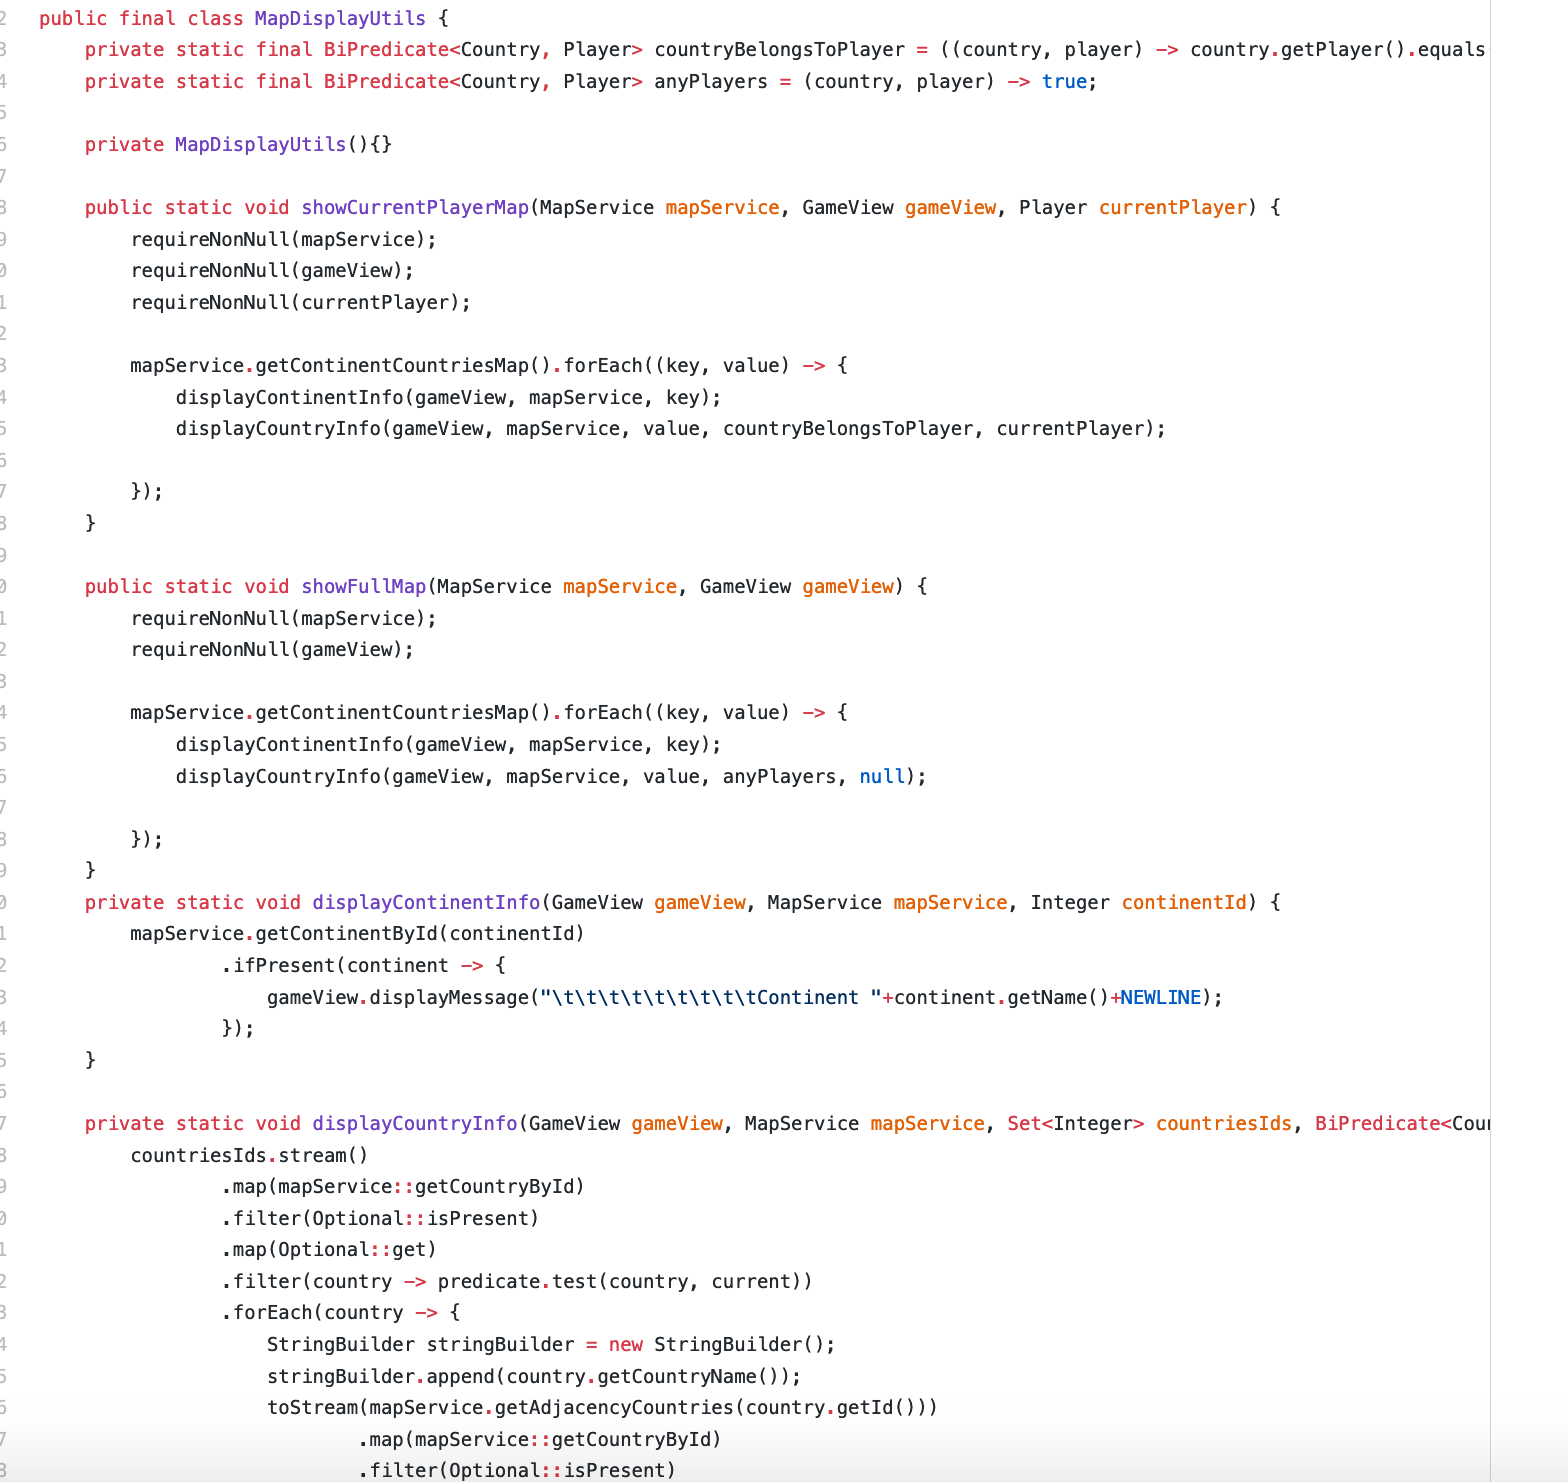 2 public final class MapDisplayUtils {
3     private static final BiPredicate<Country, Player> countryBelongsToPlayer = ((country, player) -> country.getPlayer().equals
4     private static final BiPredicate<Country, Player> anyPlayers = (country, player) -> true;
5
6     private MapDisplayUtils(){}
7
8     public static void showCurrentPlayerMap(MapService mapService, GameView gameView, Player currentPlayer) {
9         requireNonNull(mapService);
0         requireNonNull(gameView);
1         requireNonNull(currentPlayer);
2
3         mapService.getContinentCountriesMap().forEach((key, value) -> {
4             displayContinentInfo(gameView, mapService, key);
5             displayCountryInfo(gameView, mapService, value, countryBelongsToPlayer, currentPlayer);
6
7         });
8     }
9
0     public static void showFullMap(MapService mapService, GameView gameView) {
1         requireNonNull(mapService);
2         requireNonNull(gameView);
3
4         mapService.getContinentCountriesMap().forEach((key, value) -> {
5             displayContinentInfo(gameView, mapService, key);
6             displayCountryInfo(gameView, mapService, value, anyPlayers, null);
7
8         });
9     }
0     private static void displayContinentInfo(GameView gameView, MapService mapService, Integer continentId) {
1         mapService.getContinentById(continentId)
2                 .ifPresent(continent -> {
3                     gameView.displayMessage("\t\t\t\t\t\t\t\t\tContinent "+continent.getName()+NEWLINE);
4                 });
5     }
6
7     private static void displayCountryInfo(GameView gameView, MapService mapService, Set<Integer> countriesIds, BiPredicate<Coun
8         countriesIds.stream()
9                 .map(mapService::getCountryById)
0                 .filter(Optional::isPresent)
1                 .map(Optional::get)
2                 .filter(country -> predicate.test(country, current))
3                 .forEach(country -> {
4                     StringBuilder stringBuilder = new StringBuilder();
5                     stringBuilder.append(country.getCountryName());
6                     toStream(mapService.getAdjacencyCountries(country.getId()))
7                             .map(mapService::getCountryById)
8                             .filter(Optional::isPresent)